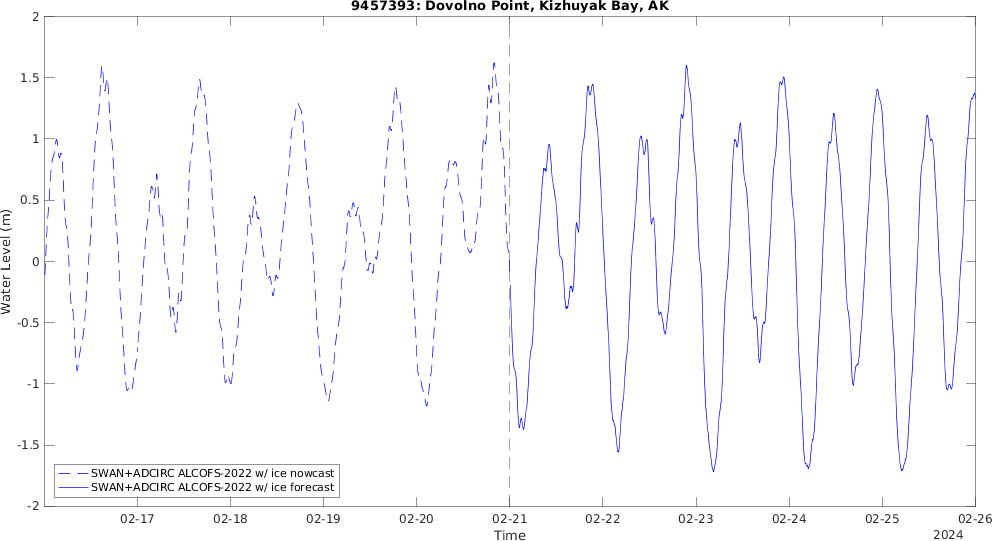 9457393: Dovolno Point, Kizhuyak Bay, AK
2
1.5
1
0.5
0
-0.5
-1
-1.5
-2
Water Level (m)
SWAN+ADCIRC ALCOFS-2022 w/ ice nowcast
SWAN+ADCIRC ALCOFS-2022 w/ ice forecast
02-17 02-18 02-19 02-20 02-21 02-22 02-23 02-24 02-25 02-26
Time
2024